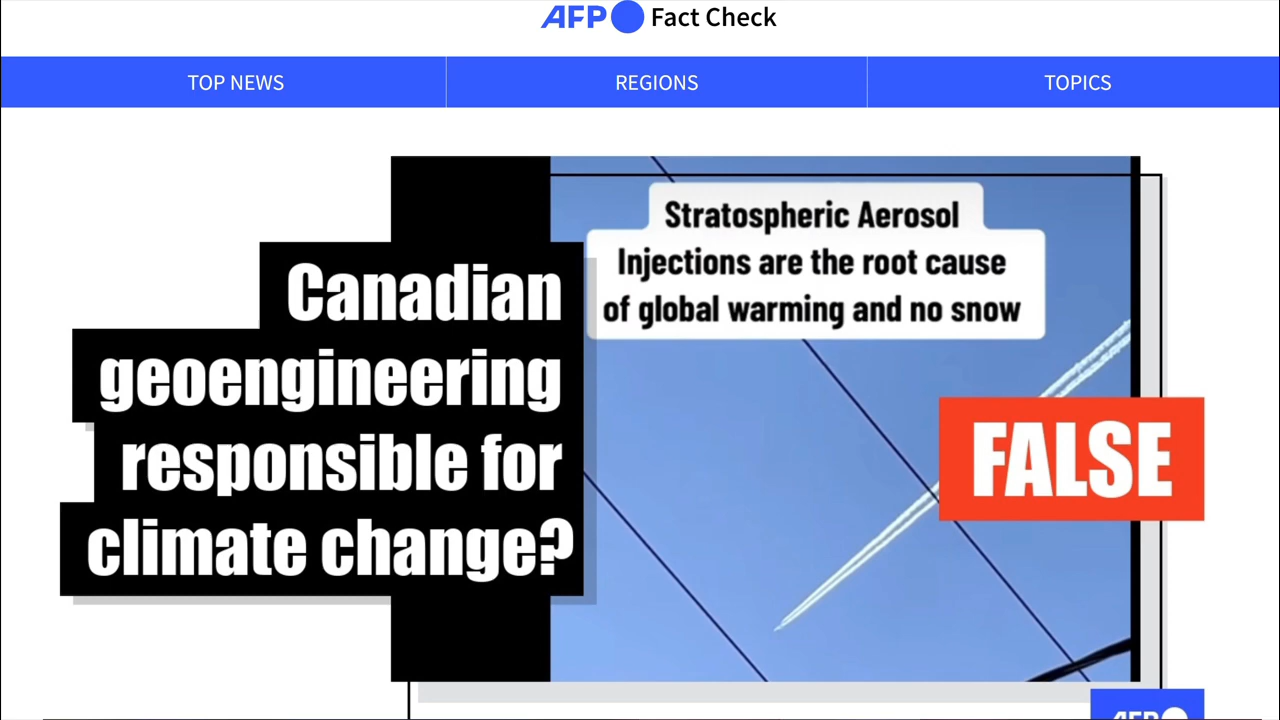 AFP Fact Check
TOP NEWS
REGIONS
TOPICS
Stratospheric Aerosol
Injections are the root cause
of global warming and no snow
Canadian
geoengineering
responsible for
climate change?
FALSE
AFP